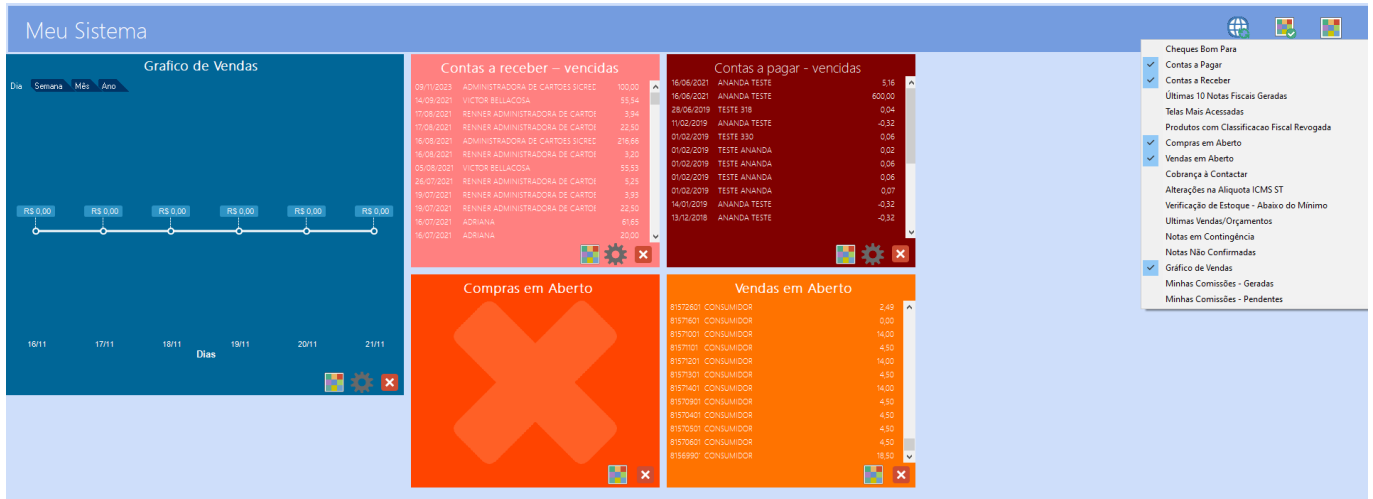 Meu Sistema
Grafico de Vendas
Dia Semana Mês Ano
R$ 0,00 R$ 0,00 R$ 0,00 R$ 0,00 R$ 0,00 R$ 0,00
16/11 17/11 18/11 19/11 20/11 21/11
Dias
Contas a receber – vencidas
09/11/2023 ADMINISTRADORA DE CARTOES SICREC 100,00
14/09/2021 VICTOR BELLACOSA 55,54
17/08/2021 RENNER ADMINISTRADORA DE CARTOE 3,94
17/08/2021 RENNER ADMINISTRADORA DE CARTOE 22,50
16/08/2021 ADMINISTRADORA DE CARTOES SICREC 216,66
16/08/2021 RENNER ADMINISTRADORA DE CARTOE 3,20
05/08/2021 VICTOR BELLACOSA 55,53
26/07/2021 RENNER ADMINISTRADORA DE CARTOE 5,25
19/07/2021 RENNER ADMINISTRADORA DE CARTOE 3,93
19/07/2021 RENNER ADMINISTRADORA DE CARTOE 22,50
16/07/2021 ADRIANA 61,65
16/07/2021 ADRIANA 20,00
Contas a pagar - vencidas
16/06/2021 ANANDA TESTE 5,16
16/06/2021 ANANDA TESTE 600,00
28/06/2019 TESTE 318 0,04
11/02/2019 ANANDA TESTE -0,32
01/02/2019 TESTE 330 0,06
01/02/2019 TESTE ANANDA 0,02
01/02/2019 TESTE ANANDA 0,06
01/02/2019 TESTE ANANDA 0,06
01/02/2019 TESTE ANANDA 0,07
14/01/2019 ANANDA TESTE -0,32
13/12/2018 ANANDA TESTE -0,32
Compras em Aberto
Vendas em Aberto
81572601 CONSUMIDOR 2,49
81571601 CONSUMIDOR 0,00
81571001 CONSUMIDOR 14,00
81571101 CONSUMIDOR 4,50
81571201 CONSUMIDOR 14,00
81571301 CONSUMIDOR 4,50
81571401 CONSUMIDOR 14,00
81570901 CONSUMIDOR 4,50
81570401 CONSUMIDOR 4,50
81570501 CONSUMIDOR 4,50
81570601 CONSUMIDOR 4,50
8156990' CONSUMIDOR 18,50
Cheques Bom Para
Contas a Pagar
Contas a Receber
Últimas 10 Notas Fiscais Geradas
Telas Mais Acessadas
Produtos com Classificacao Fiscal Revogada
Compras em Aberto
Vendas em Aberto
Cobrança à Contactar
Alterações na Aliquota ICMS ST
Verificação de Estoque - Abaixo do Mínimo
Ultimas Vendas/Orçamentos
Notas em Contingência
Notas Não Confirmadas
Gráfico de Vendas
Minhas Comissões - Geradas
Minhas Comissões - Pendentes